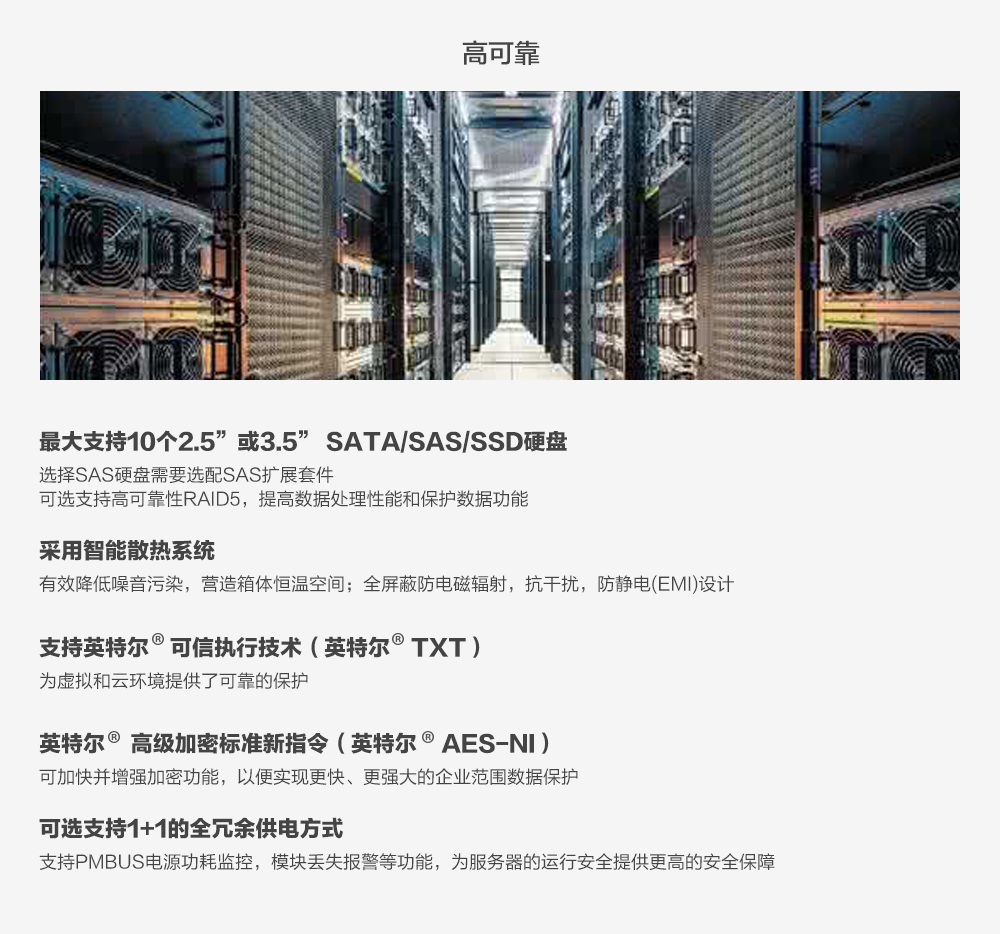 高可靠
最大支持10个2.5”或3.5” SATA/SAS/SSD硬盘
选择SAS硬盘需要选配SAS扩展套件
可选支持高可靠性RAID5，提高数据处理性能和保护数据功能
采用智能散热系统
有效降低噪音污染，营造箱体恒温空间；全屏蔽防电磁辐射，抗干扰，防静电(EMI)设计
支持英特尔® 可信执行技术（英特尔® TXT）
为虚拟和云环境提供了可靠的保护
英特尔® 高级加密标准新指令（英特尔® AES-NI）
可加快并增强加密功能，以便实现更快、更强大的企业范围数据保护
可选支持1+1的全冗余供电方式
支持PMBUS电源功耗监控，模块丢失报警等功能，为服务器的运行安全提供更高的安全保障